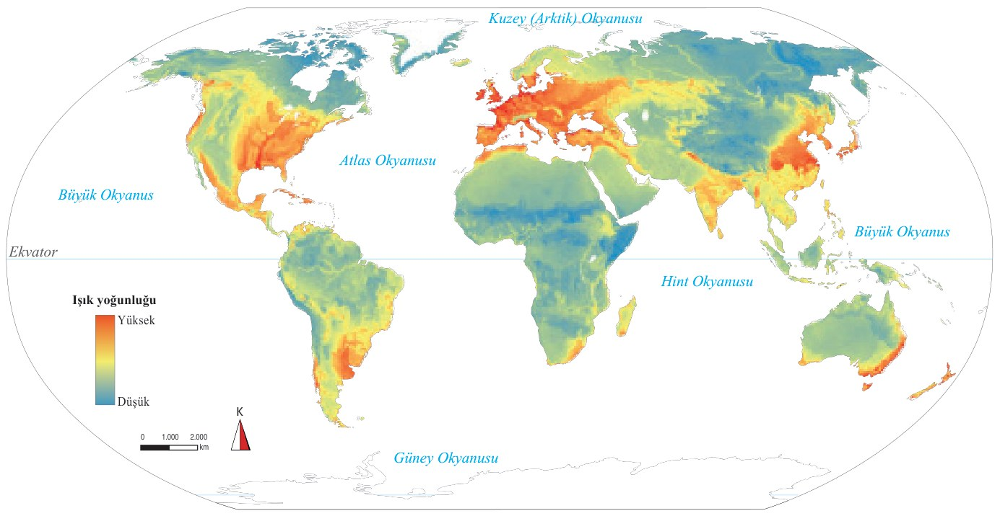 Kuzey (Arktik) Okyanusu
Atlas Okyanusu
Büyük Okyanus
Büyük Okyanus
Ekvator
Hint Okyanusu
Işık yoğunluğu
Yüksek
Düşük
K
0 1.000 2.000
km
Güney Okyanusu